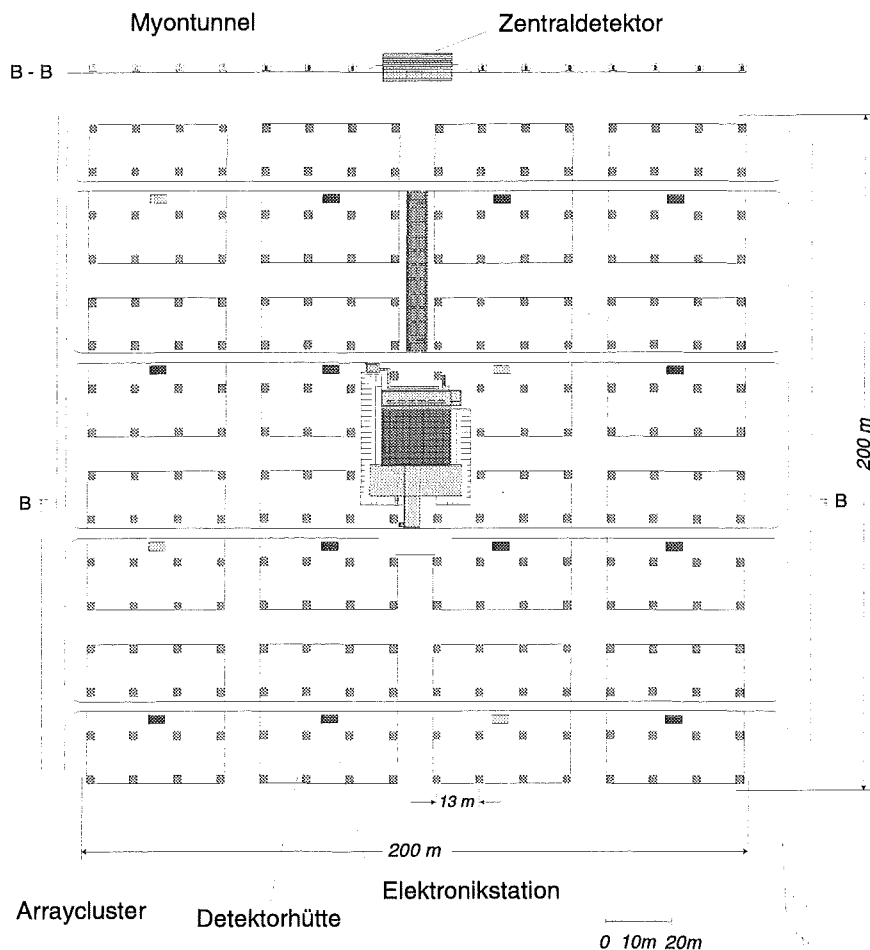 Myontunnel
Zentraldetektor
B - B
200 m
B
B
13 m
200 m
Elektronikstation
Arraycluster
Detektorhütte
0 10m 20m